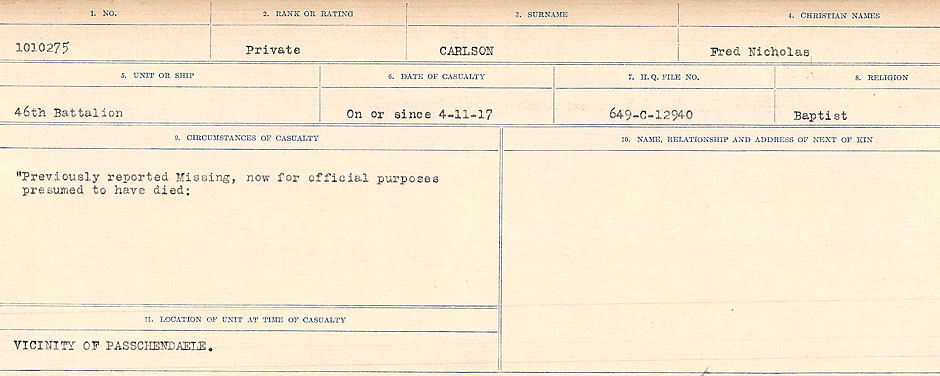 1. NO.
2. RANK OR RATING
3. SURNAME
4. CHRISTIAN NAMES
1010275
Private
CARLSON
Fred Nicholas
5. UNIT OR SHIP
6. DATE OF CASUALTY
7. H.Q. FILE NO.
8. RELIGION
46th Battalion
On or since 4-11-17
649-C-12940
Baptist
9. CIRCUMSTANCES OF CASUALTY
10. NAME, RELATIONSHIP AND ADDRESS OF NEXT OF KIN
"Previously reported Missing, now for official purposes
presumed to have died:
11. LOCATION OF UNIT AT TIME OF CASUALTY
VICINITY OF PASSCHENDAELE.